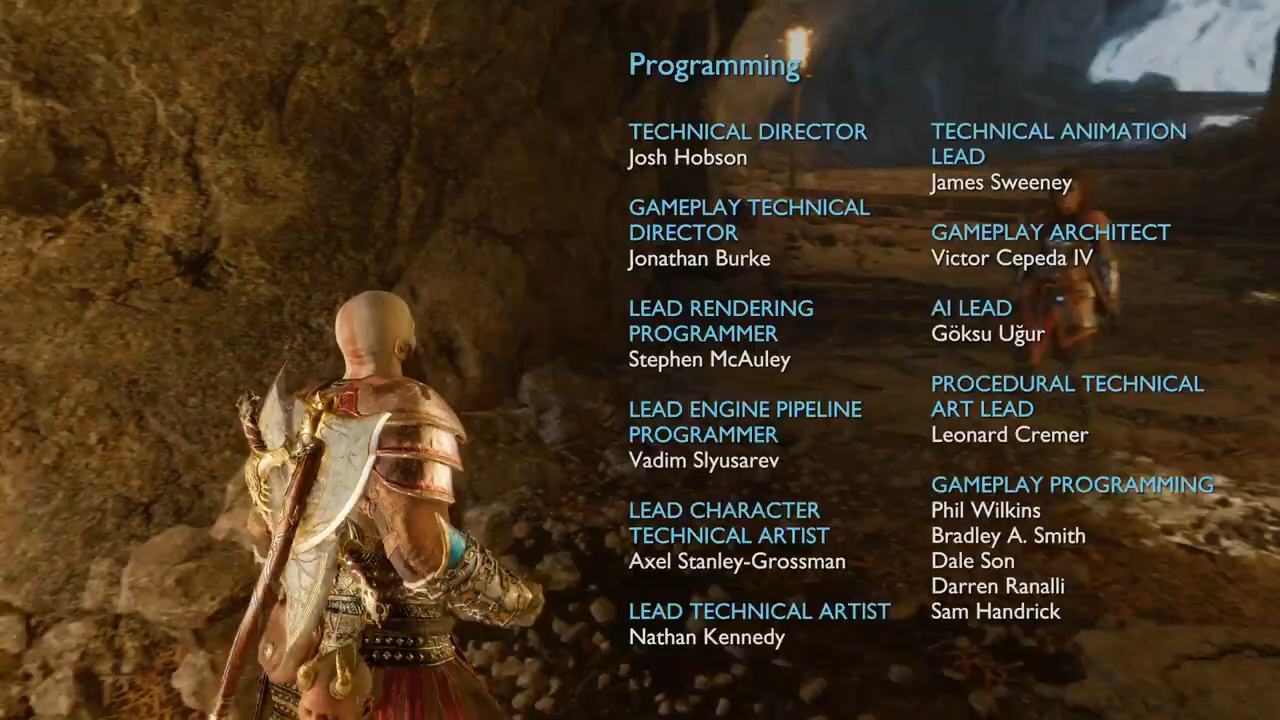 Programming
TECHNICAL DIRECTOR
Josh Hobson
GAMEPLAY TECHNICAL
DIRECTOR
Jonathan Burke
LEAD RENDERING
PROGRAMMER
Stephen McAuley
LEAD ENGINE PIPELINE
PROGRAMMER
Vadim Slyusarev
LEAD CHARACTER
TECHNICAL ARTIST
Axel Stanley-Grossman
LEAD TECHNICAL ARTIST
Nathan Kennedy
TECHNICAL ANIMATION
LEAD
James Sweeney
GAMEPLAY ARCHITECT
Victor Cepeda IV
AI LEAD
Göksu Uğur
PROCEDURAL TECHNICAL
ART LEAD
Leonard Cremer
GAMEPLAY PROGRAMMING
Phil Wilkins
Bradley A. Smith
Dale Son
Darren Ranalli
Sam Handrick